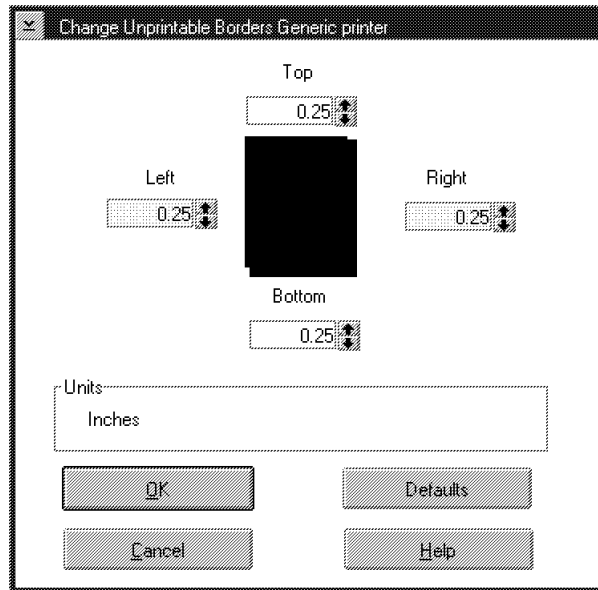 Change Unprintable Borders Generic printer
Top
0.25
Left
Right
0.25
0.25
Bottom
0.25
Units
Inches
OK
Defaults
Cancel
Help